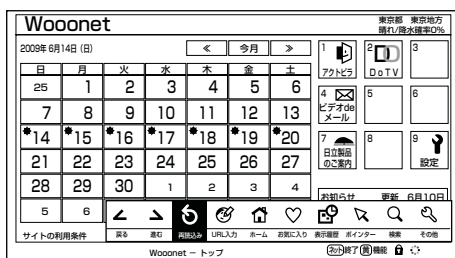 Wooonet
東京都 東京地方
晴れ/降水確率0%
2009年 6月14日 (日)
≪ 今月 ≫
日 月 火 水 木 金 土
25 1 2 3 4 5 6
7 8 9 10 11 12 13
*14 *15 *16 *17 *18 *19 *20
21 22 23 24 25 26 27
28 29 30 1 2 3 4
5 6
1 アクトビラ
2 DoTV
3
4 ビデオde
メール
5
6
7 日立製品
のご案内
8
9 設定
お知らせ 更新 6月10日
サイトの利用条件
戻る 進む 再読込み URL入力 ホーム お気に入り 表示履歴 ポインター 検索 その他
Wooonet − トップ
ネット終了 黄 機能